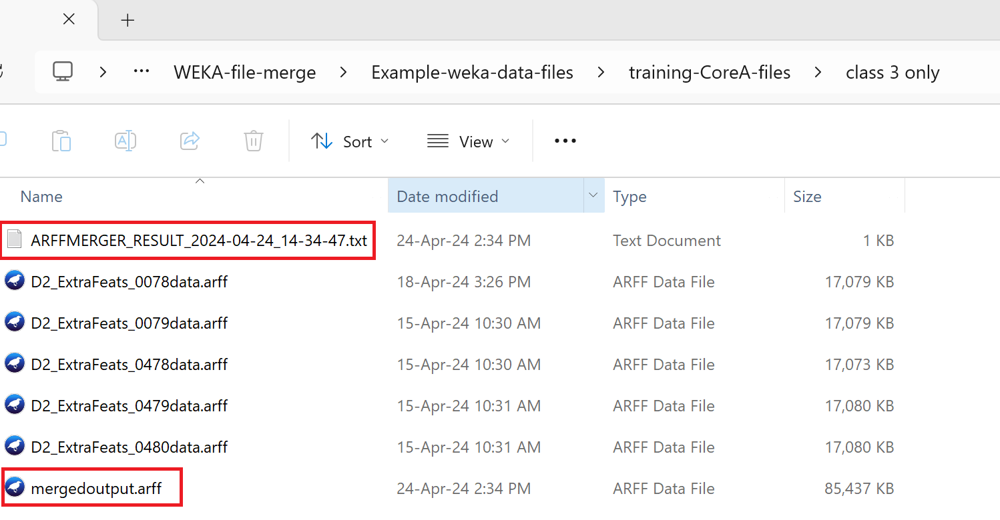 WEKA-file-merge > Example-weka-data-files > training-CoreA-files > class 3 only
Sort View
Name Date modified Type Size
ARFFMERGER_RESULT_2024-04-24_14-34-47.txt 24-Apr-24 2:34 PM Text Document 1 KB
D2_ExtraFeats_0078data.arff 18-Apr-24 3:26 PM ARFF Data File 17,079 KB
D2_ExtraFeats_0079data.arff 15-Apr-24 10:30 AM ARFF Data File 17,079 KB
D2_ExtraFeats_0478data.arff 15-Apr-24 10:30 AM ARFF Data File 17,073 KB
D2_ExtraFeats_0479data.arff 15-Apr-24 10:31 AM ARFF Data File 17,080 KB
D2_ExtraFeats_0480data.arff 15-Apr-24 10:31 AM ARFF Data File 17,080 KB
mergedoutput.arff 24-Apr-24 2:34 PM ARFF Data File 85,437 KB